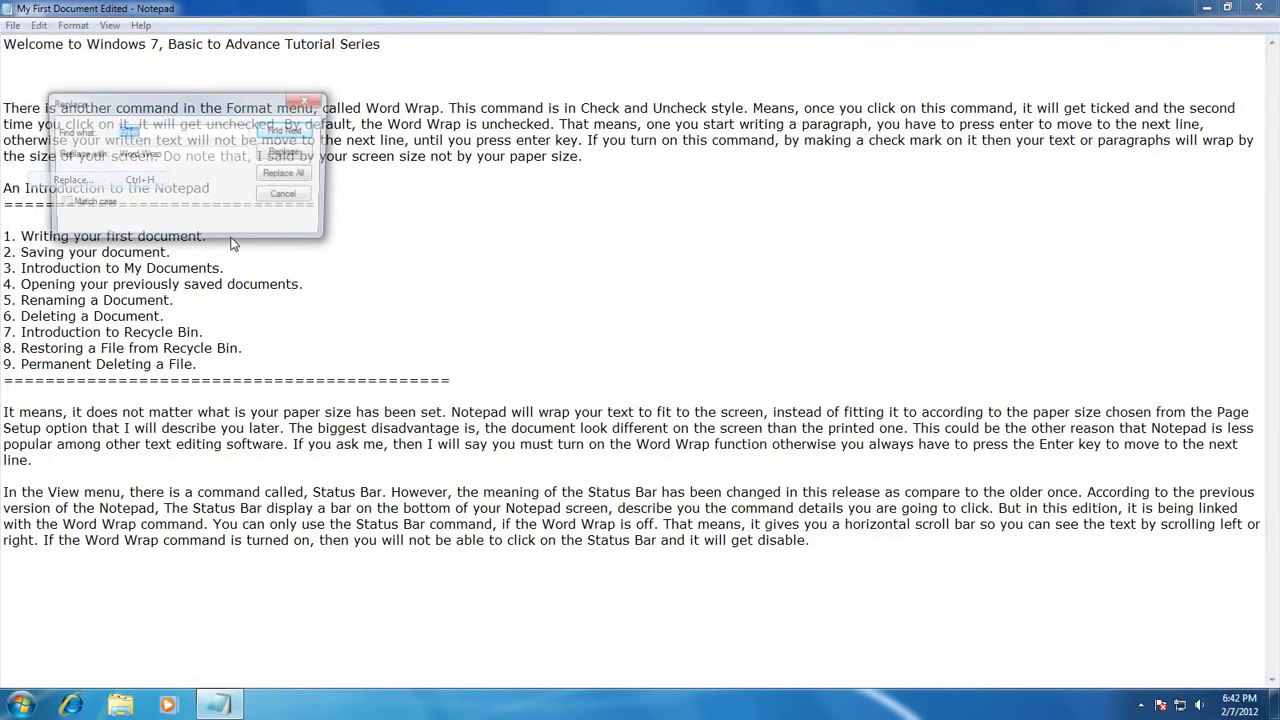 My First Document Edited - Notepad
File Edit Format View Help
Welcome to Windows 7, Basic to Advance Tutorial Series
There is another command in the Format menu, called Word Wrap. This command is in Check and Uncheck style. Means, once you click on this command, it will get ticked and the second
time you click on it, it will get unchecked. By default, the Word Wrap is unchecked. That means, one you start writing a paragraph, you have to press enter to move to the next line,
otherwise your written text will not be move to the next line, until you press enter key. If you turn on this command, by making a check mark on it then your text or paragraphs will wrap by
the size of your screen. Do note that, I said by your screen size not by your paper size.
Replace
Find what:
Find Next
Replace with: Word Wrap
Replace
Replace... Ctrl+H
Replace All
Match case
Cancel
An Introduction to the Notepad
==============================
1. Writing your first document.
2. Saving your document.
3. Introduction to My Documents.
4. Opening your previously saved documents.
5. Renaming a Document.
6. Deleting a Document.
7. Introduction to Recycle Bin.
8. Restoring a File from Recycle Bin.
9. Permanent Deleting a File.
===========================================
It means, it does not matter what is your paper size has been set. Notepad will wrap your text to fit to the screen, instead of fitting it to according to the paper size chosen from the Page
Setup option that I will describe you later. The biggest disadvantage is, the document look different on the screen than the printed one. This could be the other reason that Notepad is less
popular among other text editing software. If you ask me, then I will say you must turn on the Word Wrap function otherwise you always have to press the Enter key to move to the next
line.
In the View menu, there is a command called, Status Bar. However, the meaning of the Status Bar has been changed in this release as compare to the older once. According to the previous
version of the Notepad, The Status Bar display a bar on the bottom of your Notepad screen, describe you the command details you are going to click. But in this edition, it is being linked
with the Word Wrap command. You can only use the Status Bar command, if the Word Wrap is off. That means, it gives you a horizontal scroll bar so you can see the text by scrolling left or
right. If the Word Wrap command is turned on, then you will not be able to click on the Status Bar and it will get disable.
6:42 PM
2/7/2012